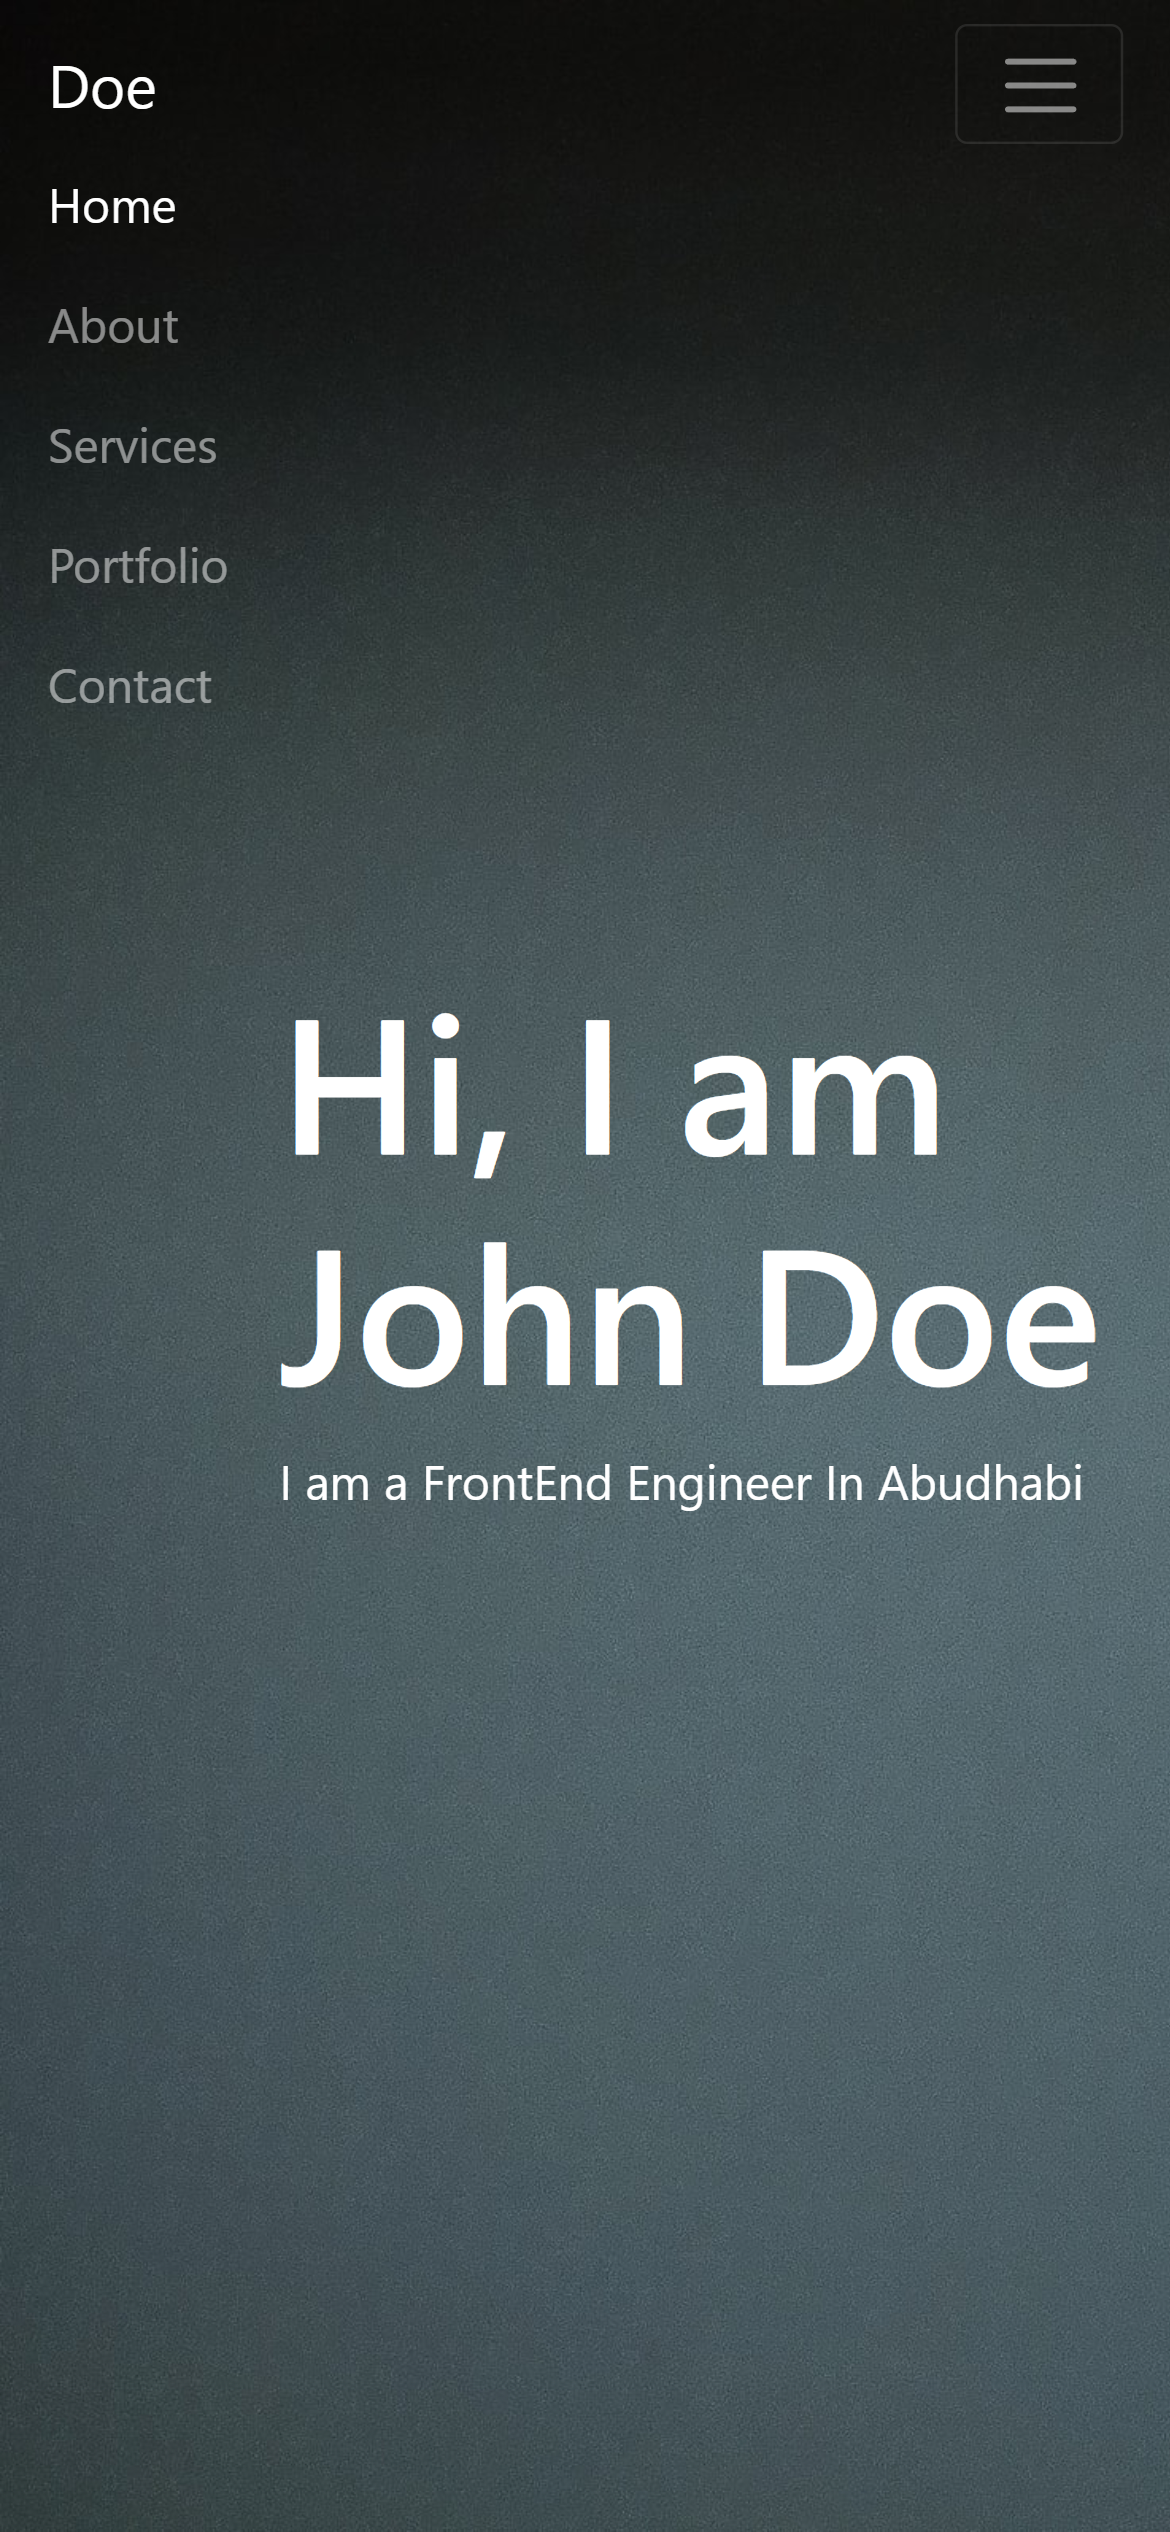 Doe
Home
About
Services
Portfolio
Contact
Hi, I am
John Doe
I am a FrontEnd Engineer In Abudhabi